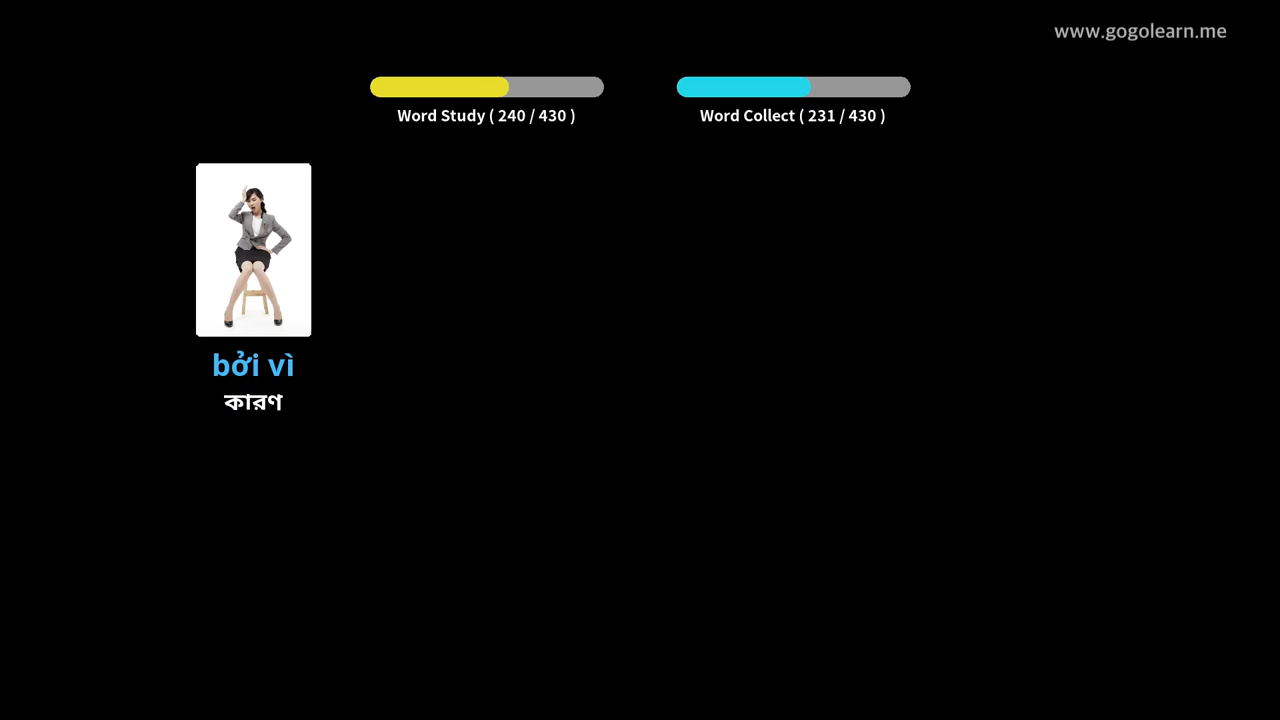 www.gogolearn.me
Word Study ( 240 / 430 )
Word Collect ( 231 / 430 )
bởi vì
কারণ